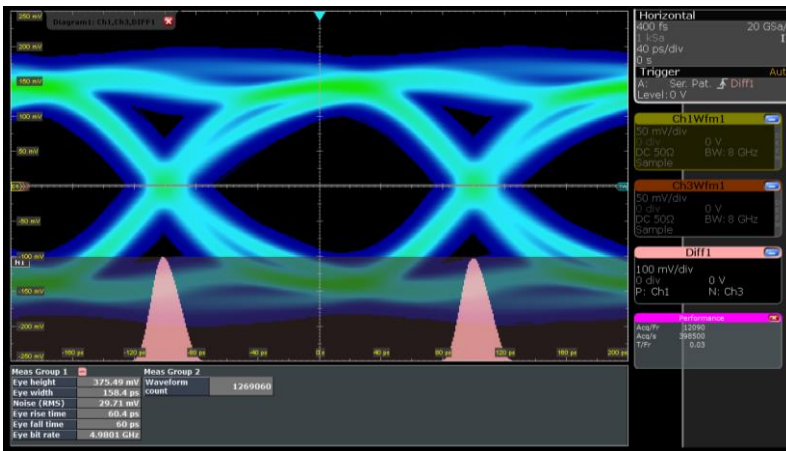 250 mV
Diagram1: Ch1,Ch3,DIFF1
200 mV
150 mV
100 mV
50 mV
-50 mV
-100 mV
-150 mV
-200 mV
-250 mV
-160 ps
-120 ps
-80 ps
-40 ps
0 s
40 ps
80 ps
120 ps
160 ps
200 ps
Horizontal
400 fs 20 GSa/
1 kSa
40 ps/div
0 s
Trigger Aut
A: Ser. Pat. Diff1
Level: 0 V
Ch1Wfm1
50 mV/div
0 div 0 V
DC 50Ω BW: 8 GHz
Sample
Ch3Wfm1
50 mV/div
0 div 0 V
DC 50Ω BW: 8 GHz
Sample
Diff1
100 mV/div
0 div 0 V
P: Ch1 N: Ch3
Performance
Acq/Fr 12090
Acq/s 398500
T/Fr 0.03
Meas Group 1
Eye height 375.49 mV
Eye width 158.4 ps
Noise (RMS) 29.71 mV
Eye rise time 60.4 ps
Eye fall time 60 ps
Eye bit rate 4.9801 GHz
Meas Group 2
Waveform count 1269060